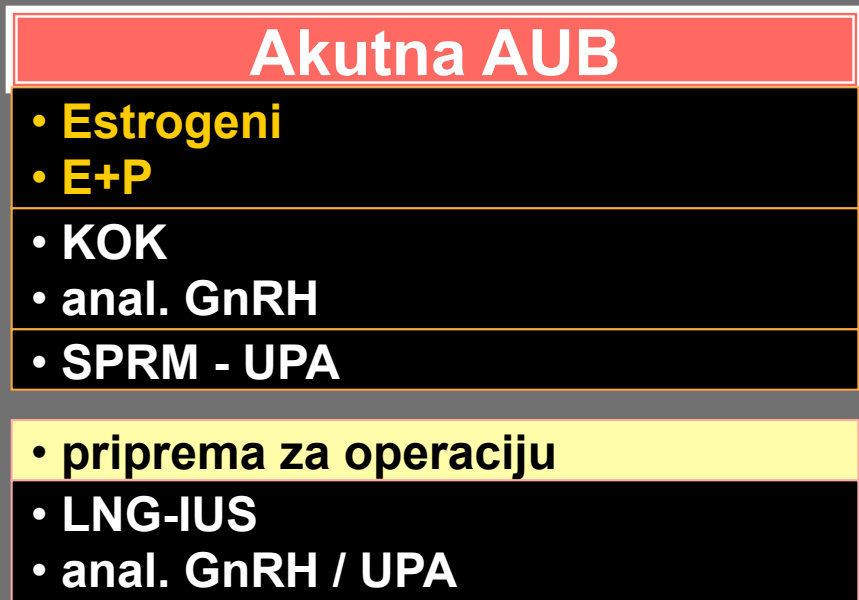 Akutna AUB
• Estrogeni
• E+P
• KOK
• anal. GnRH
• SPRM - UPA
• priprema za operaciju
• LNG-IUS
• anal. GnRH / UPA